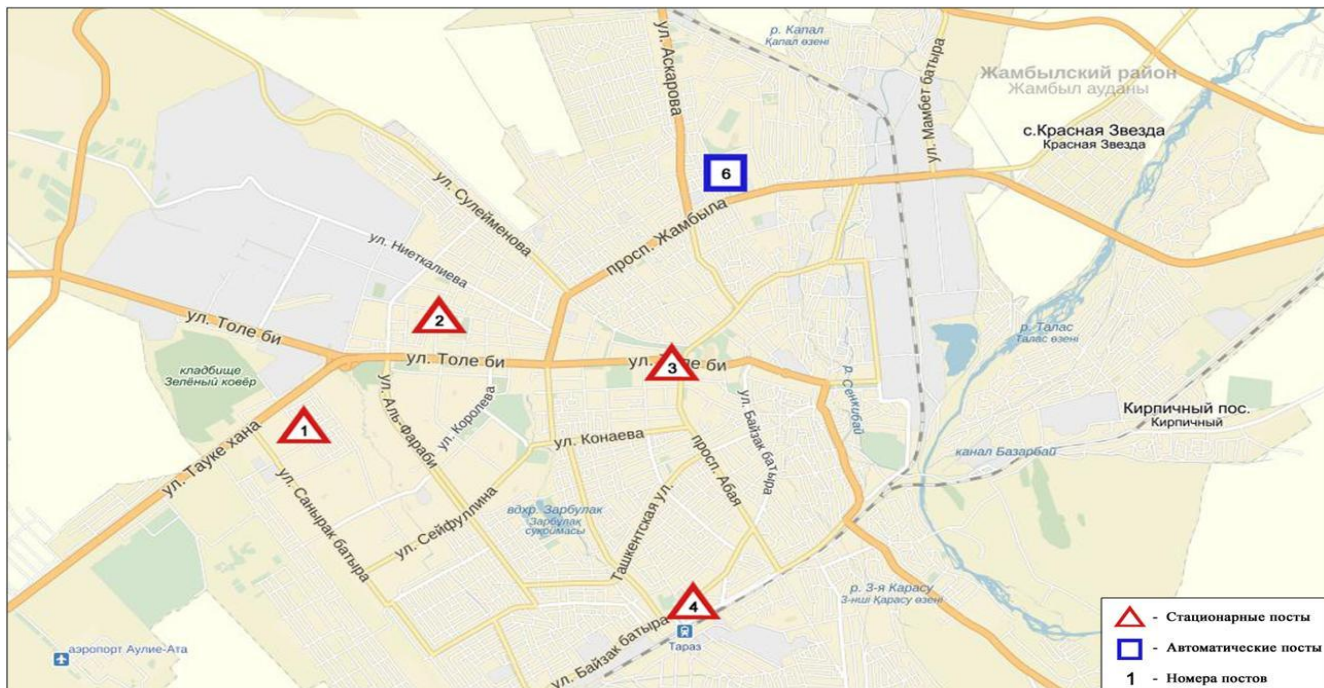 р. Капал
Қапал өзені
ул. Аскарова
ул. Мамбет батыра
Жамбылский район
Жамбыл ауданы
с.Красная Звезда
Красная Звезда
6
ул. Сулейменова
просп. Жамбыла
ул. Ниеткалиева
2
ул. Толе би
ул. Толе би
ул. Толе би
3
р. Талас
Талас өзені
кладбище
Зелёный ковёр
ул. Аль-Фараби
ул. Королева
ул. Байзак батыра
р. Сенкибай
1
ул. Тауке хана
ул. Конаева
Кирпичный пос.
Кирпичный
канал Базарбай
просп. Абая
ул. Санырак батыра
ул. Сейфуллина
вдхр. Зарбулак
Зарбулақ
суқоймасы
Ташкентская ул.
4
р. 3-я Карасу
3-нші Қарасу өзені
ул. Байзак батыра
Тараз
аэропорт Аулие-Ата
- Стационарные посты
- Автоматические посты
1 - Номера постов